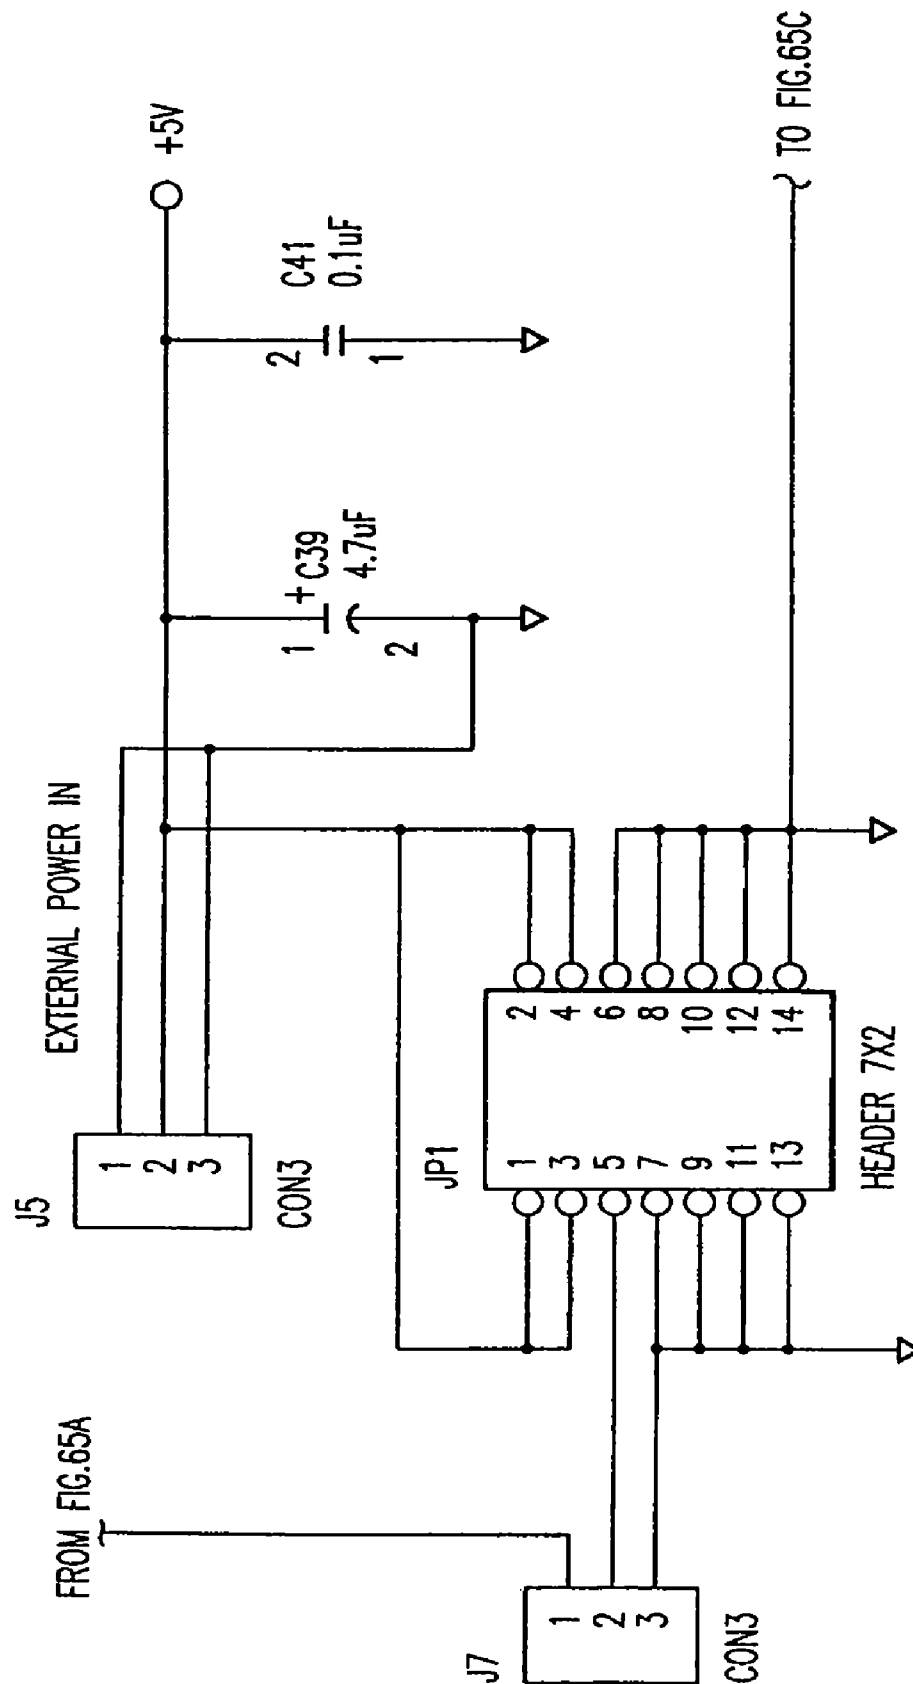 FROM FIG.65A
J7
1
2
3
CON3
J5
1
2
3
CON3
EXTERNAL POWER IN
+5V
+
C39
4.7uF
1
2
C41
0.1uF
2
1
JP1
1
3
5
7
9
11
13
2
4
6
8
10
12
14
HEADER 7X2
TO FIG.65C